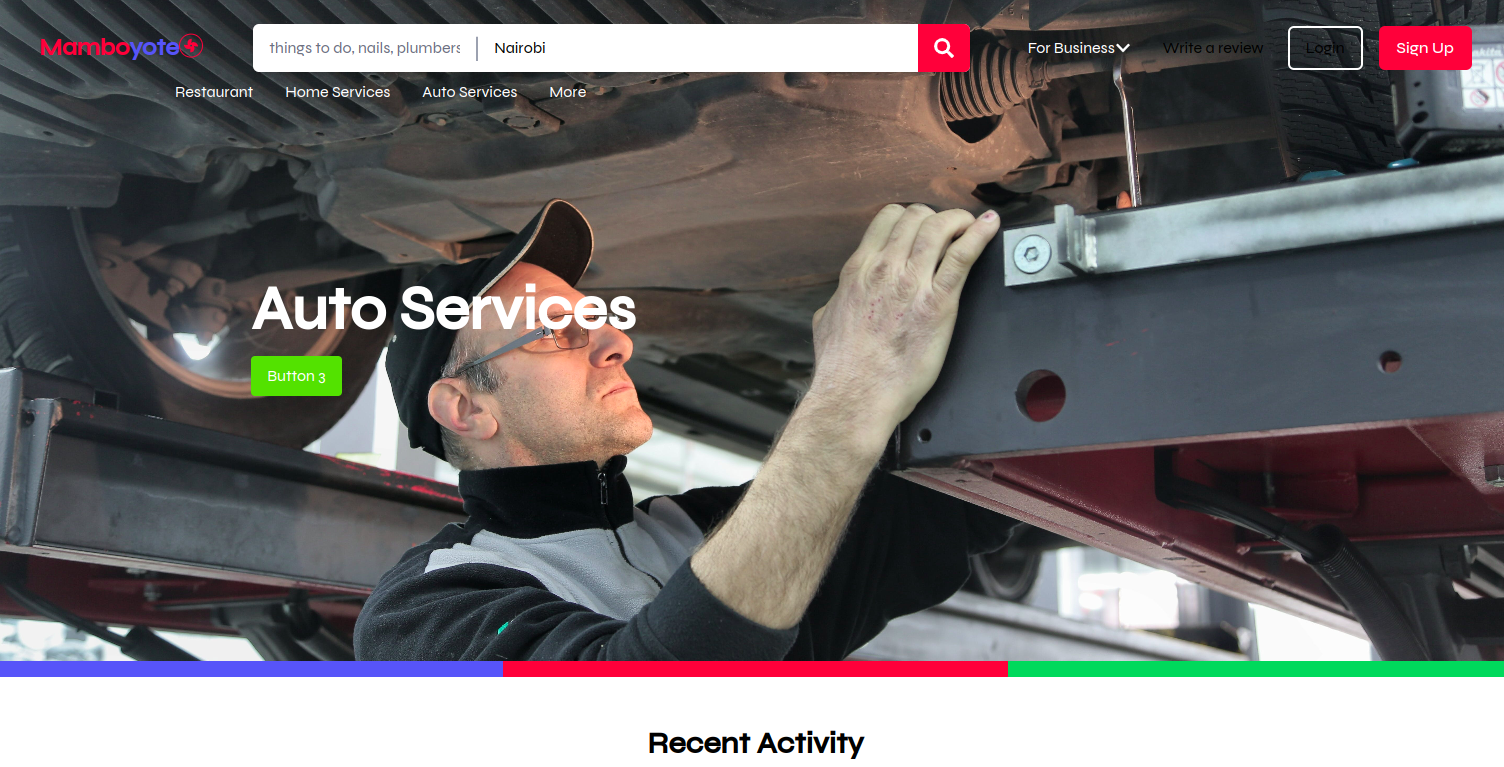 Mamboyote
things to do, nails, plumbers
Nairobi
For Business
Write a review
Login
Sign Up
Restaurant
Home Services
Auto Services
More
Auto Services
Button 3
Recent Activity